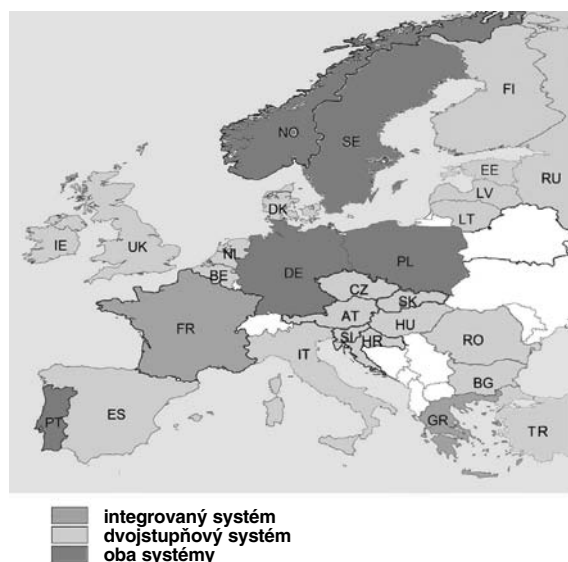 NO
SE
FI
EE
LV
LT
RU
DK
IE
UK
NL
BE
DE
PL
CZ
SK
AT
HU
FR
SI
HR
RO
IT
BG
PT
ES
GR
TR
integrovaný systém
dvojstupňový systém
oba systémy